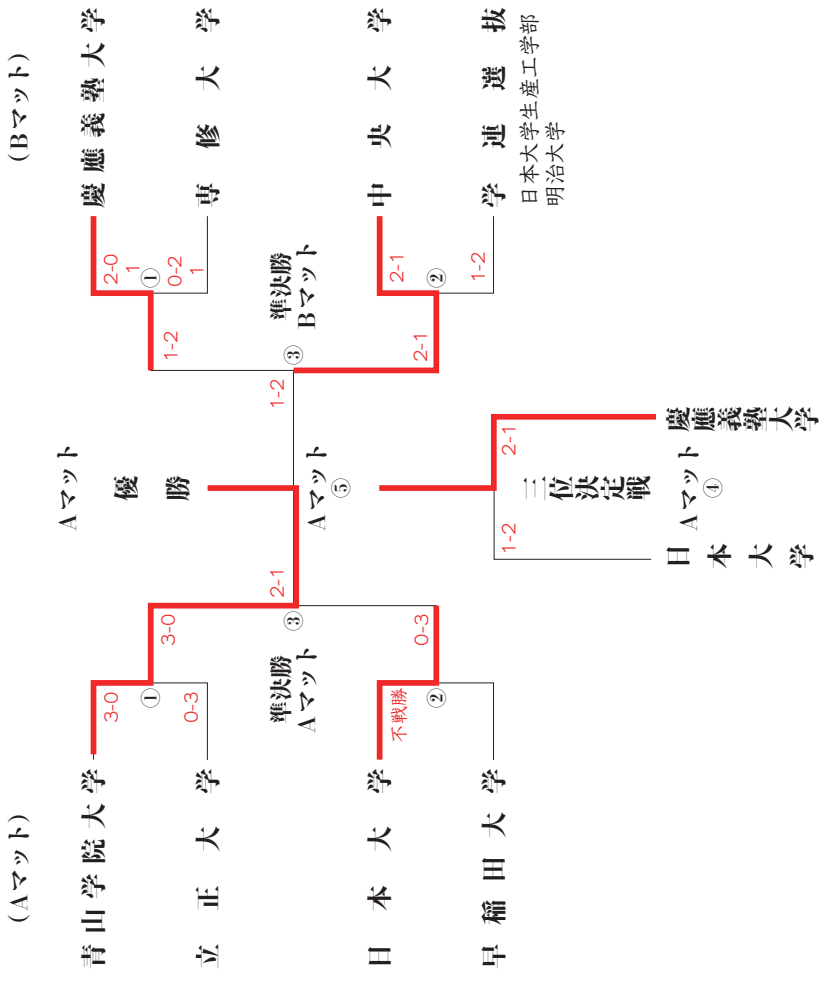 (Aマット)
青山学院大学
立正大学
日本大学
早稲田大学
3-0
①
0-3
不戦勝
②
3-0
準決勝
Aマット
③
0-3
2-1
Aマット
優勝
Aマット
⑤
1-2
(Bマット)
慶應義塾大学
専修大学
中央大学
学連選抜
日本大学生産工学部
明治大学
2-0
1
①
0-2
1
2-1
②
1-2
1-2
準決勝
Bマット
③
2-1
三位決定戦
Aマット
④
1-2
2-1
日本大学
慶應義塾大学